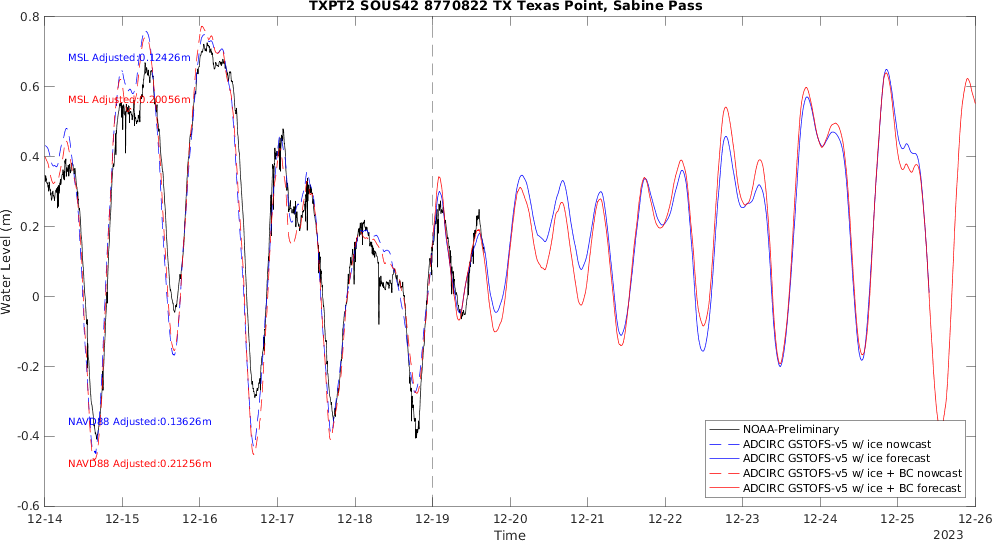 TXPT2 SOUS42 8770822 TX Texas Point, Sabine Pass
0.8
0.6
0.4
0.2
0
-0.2
-0.4
-0.6
Water Level (m)
MSL Adjusted:0.12426m
MSL Adjusted:0.20056m
NAVD88 Adjusted:0.13626m
NAVD88 Adjusted:0.21256m
NOAA-Preliminary
ADCIRC GSTOFS-v5 w/ ice nowcast
ADCIRC GSTOFS-v5 w/ ice forecast
ADCIRC GSTOFS-v5 w/ ice + BC nowcast
ADCIRC GSTOFS-v5 w/ ice + BC forecast
12-14 12-15 12-16 12-17 12-18 12-19 12-20 12-21 12-22 12-23 12-24 12-25 12-26
Time
2023